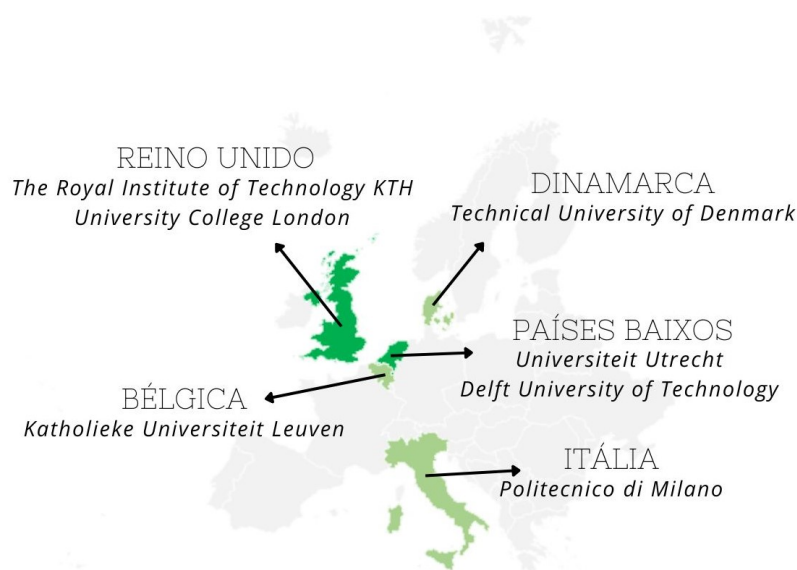 REINO UNIDO
The Royal Institute of Technology KTH
University College London
DINAMARCA
Technical University of Denmark
PAÍSES BAIXOS
Universiteit Utrecht
Delft University of Technology
BÉLGICA
Katholieke Universiteit Leuven
ITÁLIA
Politecnico di Milano